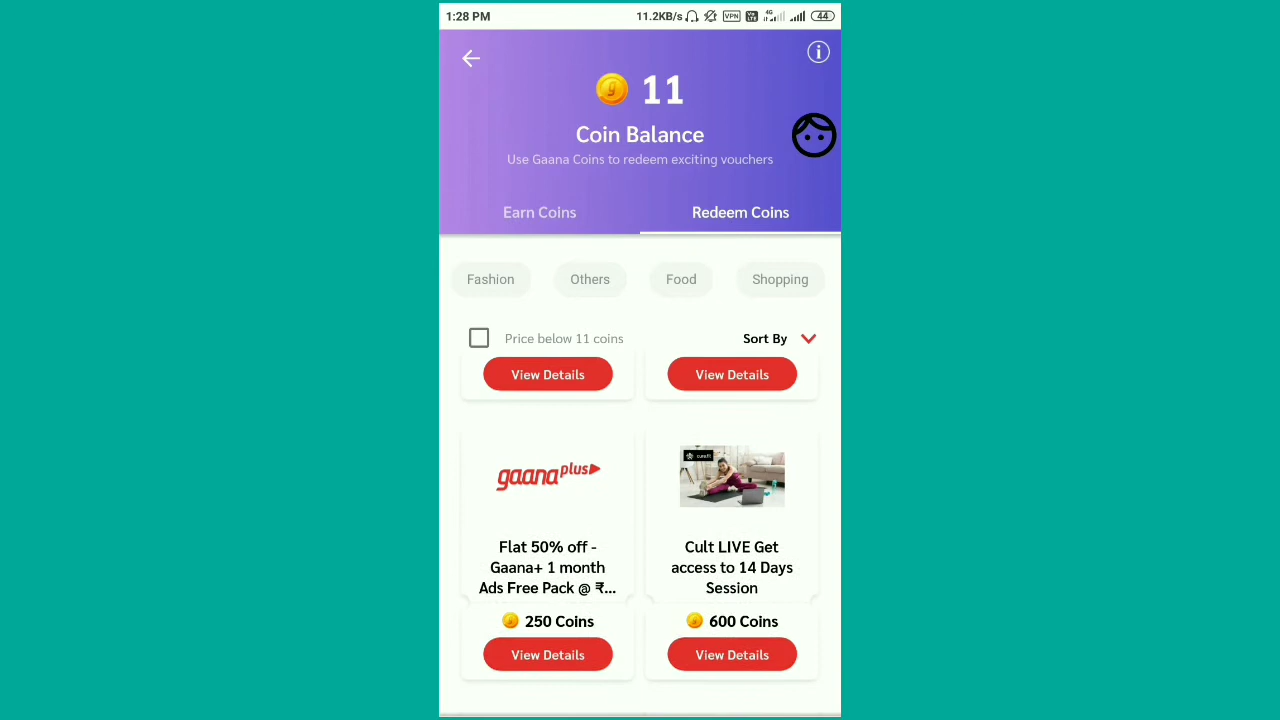 1:28 PM
11.2KB/s
VPN
4G
44
11
Coin Balance
Use Gaana Coins to redeem exciting vouchers
Earn Coins
Redeem Coins
Fashion
Others
Food
Shopping
Price below 11 coins
Sort By
View Details
View Details
gaana plus
Flat 50% off -
Gaana+ 1 month
Ads Free Pack @ ₹...
250 Coins
View Details
Cult LIVE Get
access to 14 Days
Session
600 Coins
View Details